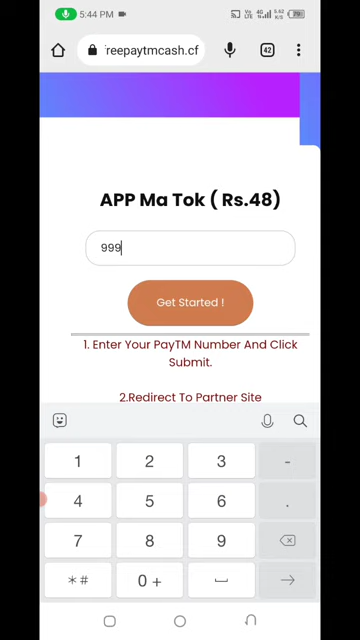 5:44 PM
freepaytmcash.cf
42
APP Ma Tok ( Rs.48)
999
Get Started !
1. Enter Your PayTM Number And Click
Submit.
2.Redirect To Partner Site
1 2 3 -
4 5 6 .
7 8 9
*# 0 +